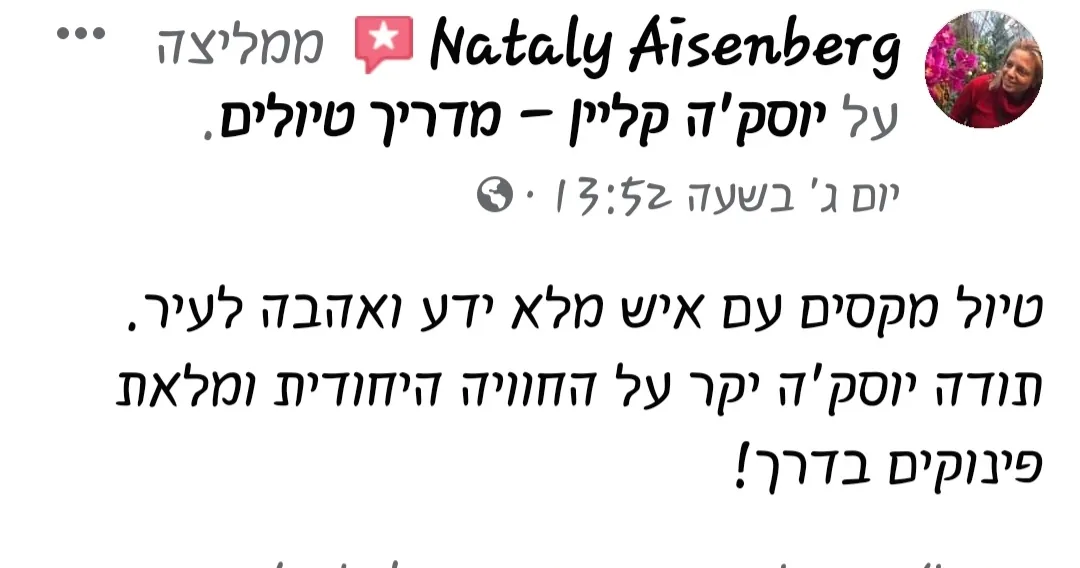 Nataly Aisenberg ממליצה
על יוסק'ה קליין – מדריך טיולים.
יום ג' בשעה 13:52 ·
טיול מקסים עם איש מלא ידע ואהבה לעיר.
תודה יוסק'ה יקר על החוויה היחודית ומלאת
פינוקים בדרך!